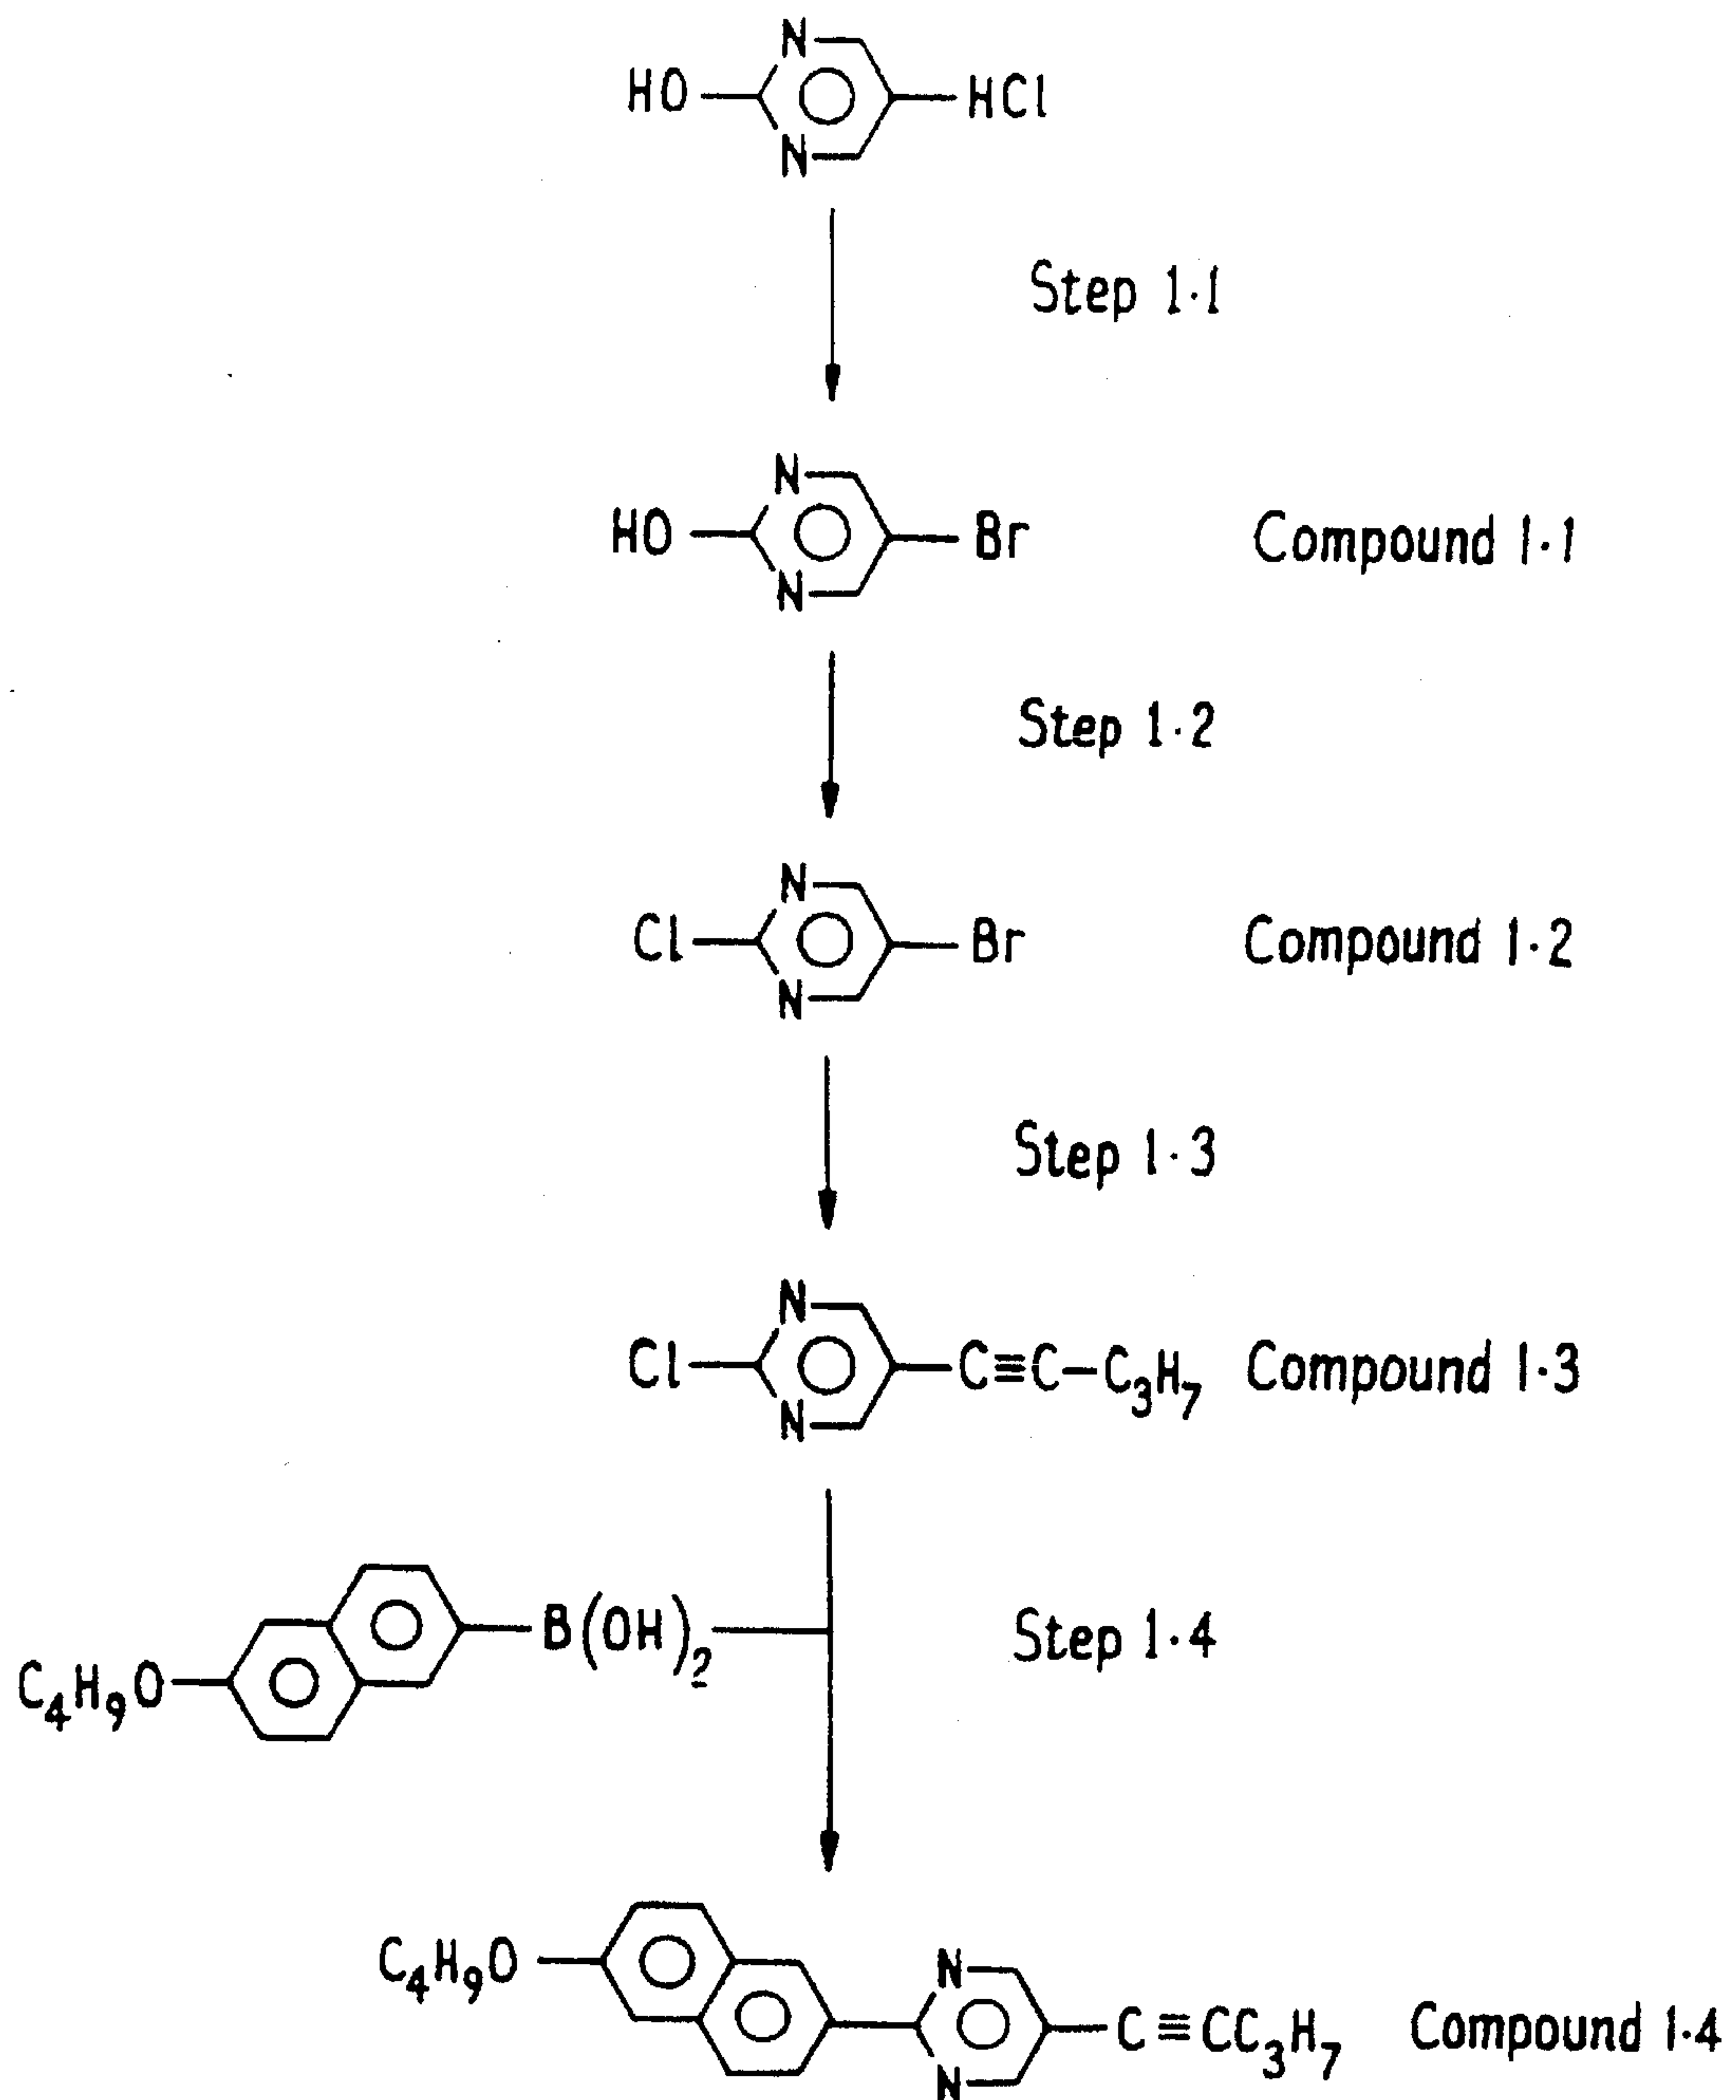 N
HO
HCl
N
Step 1·1
N
HO
Br
Compound 1·1
N
Step 1·2
N
Cl
Br
Compound 1·2
N
Step 1·3
N
Cl
C≡C–C₃H₇
Compound 1·3
N
B(OH)₂
Step 1·4
C₄H₉O
C₄H₉O
N
C≡CC₃H₇
Compound 1·4
N